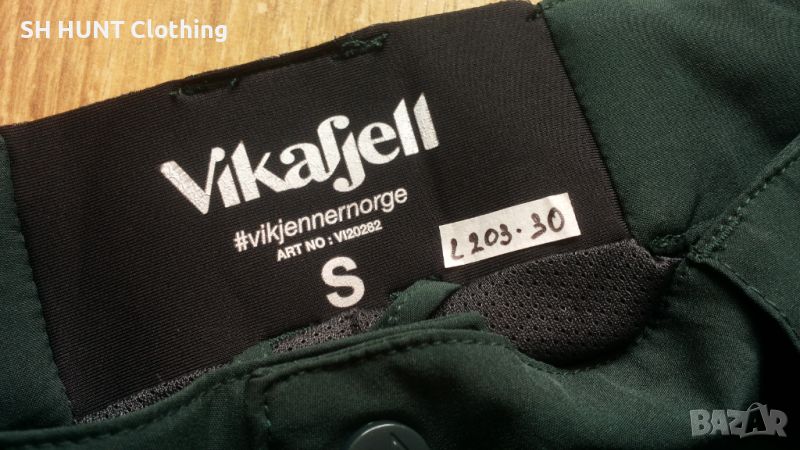 SH HUNT Clothing
Vikafjell
#vikjennernorge
ART NO : VI20282
S
L203.30
BAZAR